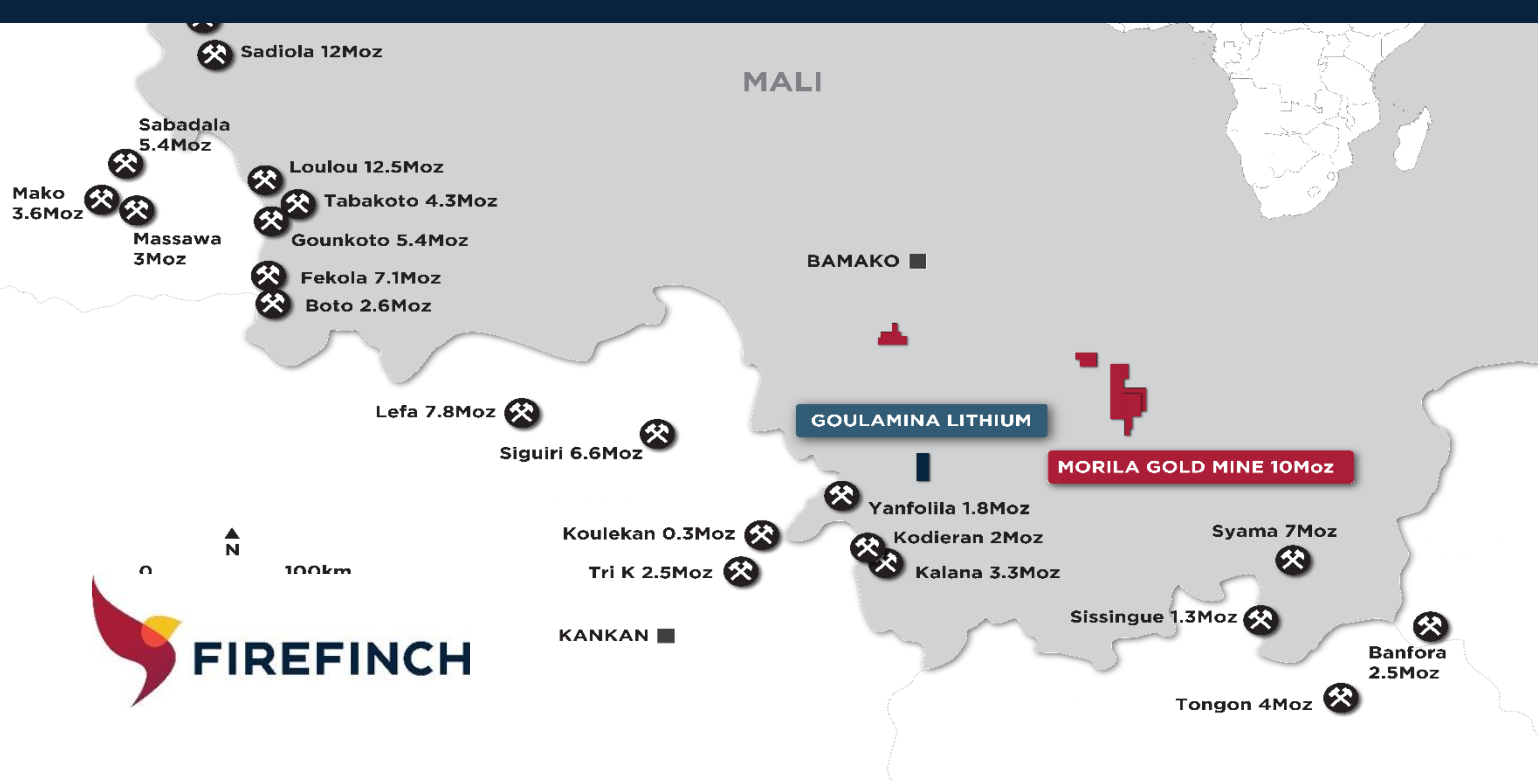 Sadiola 12Moz
MALI
Sabadala
5.4Moz
Loulou 12.5Moz
Mako
3.6Moz
Tabakoto 4.3Moz
Massawa
3Moz
Gounkoto 5.4Moz
BAMAKO
Fekola 7.1Moz
Boto 2.6Moz
Lefa 7.8Moz
GOULAMINA LITHIUM
Siguiri 6.6Moz
MORILA GOLD MINE 10Moz
Yanfolila 1.8Moz
Koulekan 0.3Moz
Kodieran 2Moz
Syama 7Moz
N
Tri K 2.5Moz
Kalana 3.3Moz
0 100km
Sissingue 1.3Moz
KANKAN
FIREFINCH
Banfora
2.5Moz
Tongon 4Moz